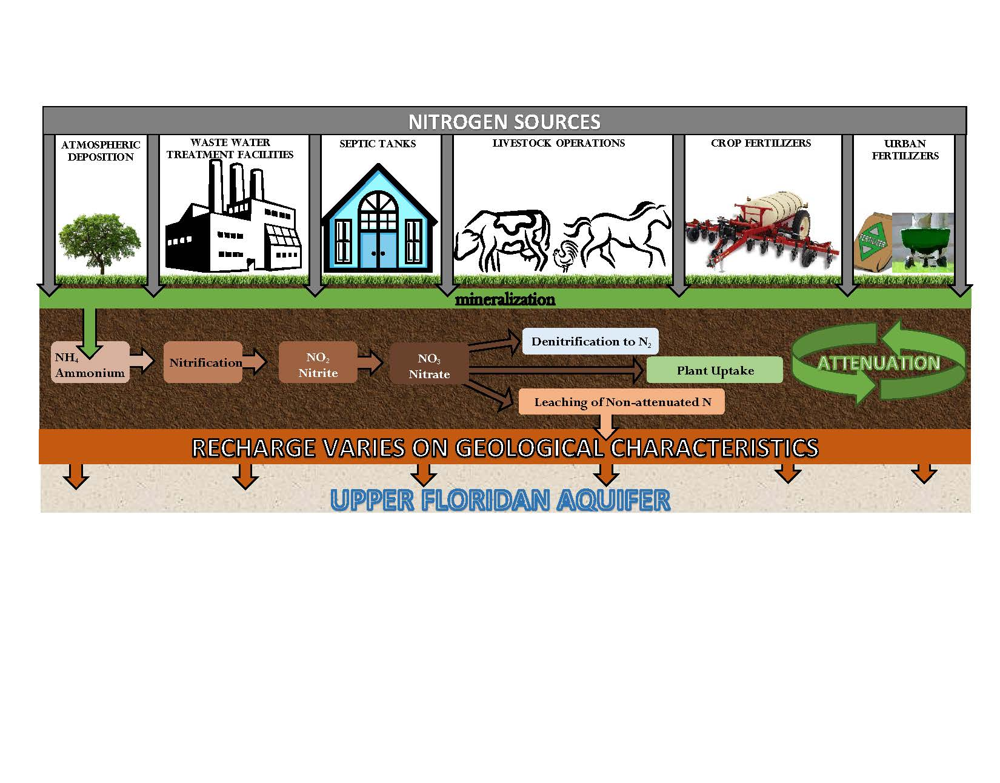 NITROGEN SOURCES
ATMOSPHERIC
DEPOSITION
WASTE WATER
TREATMENT FACILITIES
SEPTIC TANKS
LIVESTOCK OPERATIONS
CROP FERTILIZERS
URBAN
FERTILIZERS
FERTILIZER
mineralization
NH₄
Ammonium
Nitrification
NO₂
Nitrite
NO₃
Nitrate
Denitrification to N₂
Plant Uptake
Leaching of Non-attenuated N
ATTENUATION
RECHARGE VARIES ON GEOLOGICAL CHARACTERISTICS
UPPER FLORIDAN AQUIFER